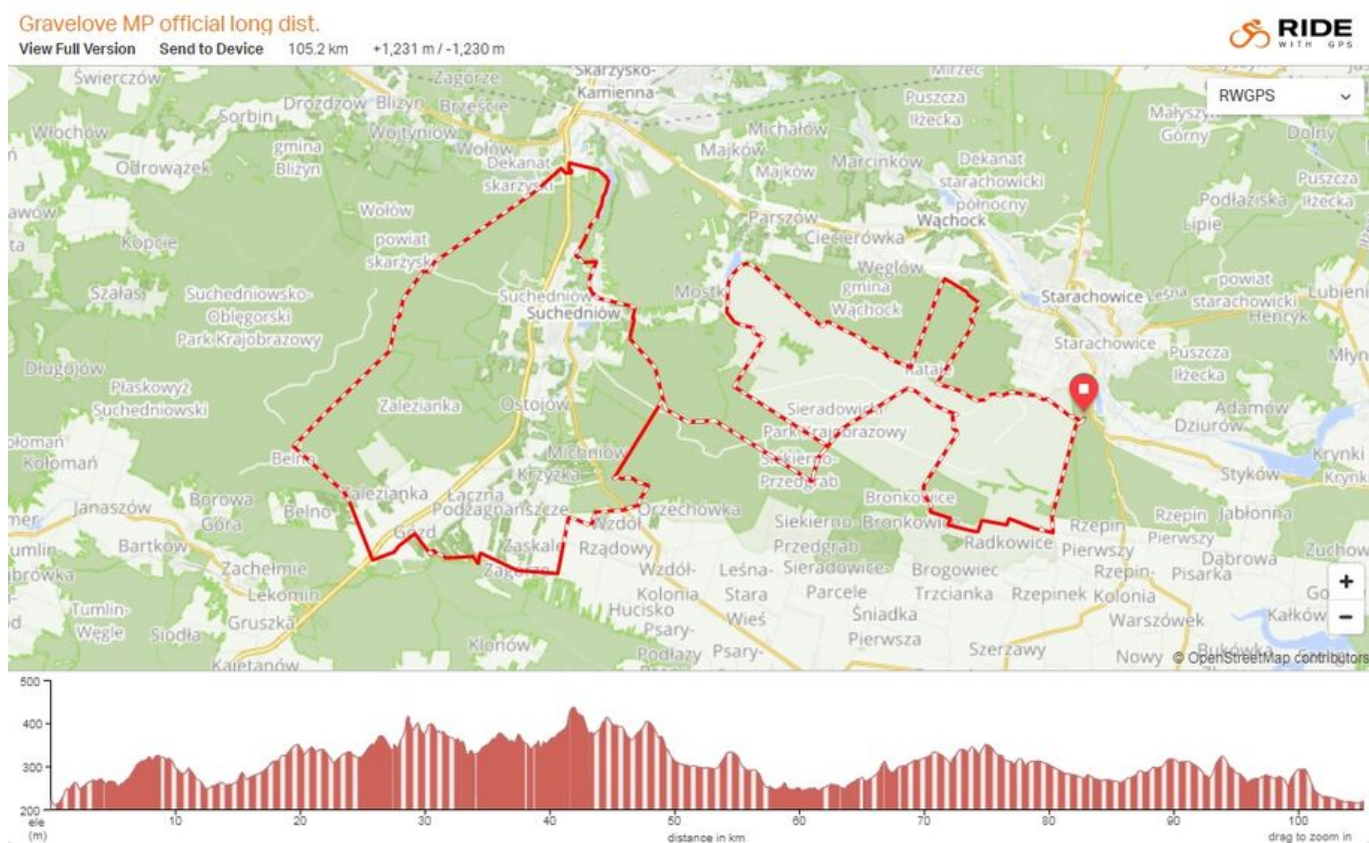 Gravelove MP official long dist.
View Full Version Send to Device 105.2 km +1,231 m / -1,230 m
RIDE
WITH GPS
RWGPS
Świerczów
Zagórze
Skarżysko-
Kamienna
Mirzec
Drozdzów Bliżyn
Brzeście
Puszcza
Iłżecka
Małyszyn
Górny
Sorbin
Wojtyniów
Włochów
gmina
Bliżyn
Wołów
Michałów
Dolny
Odrowążek
Dekanat
skarżyski
Majków
Majków
Marcinków
Dekanat
starachowicki
północny
Puszcza
Iłżecka
Wołów
Parszów
Wąchock
Podłaziska
Lipie
Kopcie
powiat
skarżyski
Ciecierówka
Węglów
gmina
Wąchock
powiat
starachowicki
Szałas
Suchedniowsko-
Oblęgorski
Park Krajobrazowy
Suchedniów
Suchedniów
Mostki
Starachowice
Leśna
Lubieni
Henryk
Starachowice
Długojów
Płaskowyż
Suchedniowski
Rataje
Puszcza
Iłżecka
Młyn
Zalezianka
Ostojów
Sieradowicki
Park Krajobrazowy
Adamów
Dziurów
Kołomań
Belno
Michniów
Krzyżka
Siekierno-
Przedgrab
Styków
Krynki
Krynki
Janaszów
Borowa
Góra
Belno
Zalezianka
Łączna
Podzagnańszcze
Orzechówka
Bronkowice
Jabłonna
Bartków
Gózd
Zaskale
Wzdół
Rządowy
Siekierno-
Przedgrab
Bronkowice
Radkowice
Rzepin
Pierwszy
Rzepin
Pierwszy
Zachełmie
Zagórze
Dąbrowa
Lekomin
Wzdół-
Kolonia
Leśna-
Stara
Wieś
Sieradowice-
Parcele
Brogowiec
Trzcianka
Rzepinek
Rzepin-
Kolonia
Pisarka
Tumlin-
Węgle
Siodła
Gruszka
Hucisko
Śniadka
Pierwsza
Warszówek
Kałków
Kajetanów
Klonów
Psary-
Podłazy
Psary-
Szerzawy
Nowy
Bukówka
+
−
© OpenStreetMap contributors
500
400
300
200
ele
(m)
10 20 30 40 50 60 70 80 90 100
distance in km
drag to zoom in